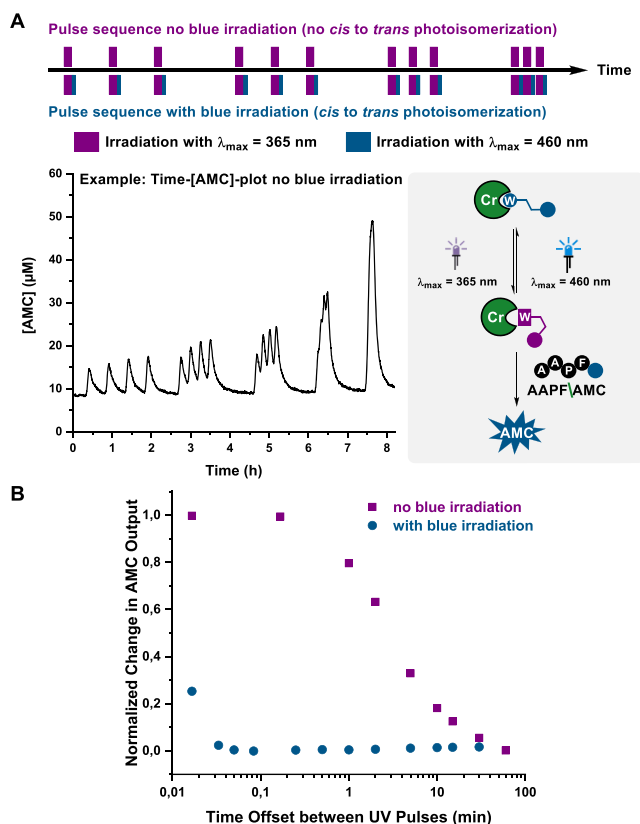 A
Pulse sequence no blue irradiation (no cis to trans photoisomerization)
Time
Pulse sequence with blue irradiation (cis to trans photoisomerization)
Irradiation with λmax = 365 nm
Irradiation with λmax = 460 nm
Example: Time-[AMC]-plot no blue irradiation
[AMC] (µM)
60
50
40
30
20
10
0
0 1 2 3 4 5 6 7 8
Time (h)
Cr W
λmax = 365 nm
λmax = 460 nm
Cr W
A A P F
AAPF\AMC
AMC
B
no blue irradiation
with blue irradiation
Normalized Change in AMC Output
1,0
0,8
0,6
0,4
0,2
0,0
0,01 0,1 1 10 100
Time Offset between UV Pulses (min)